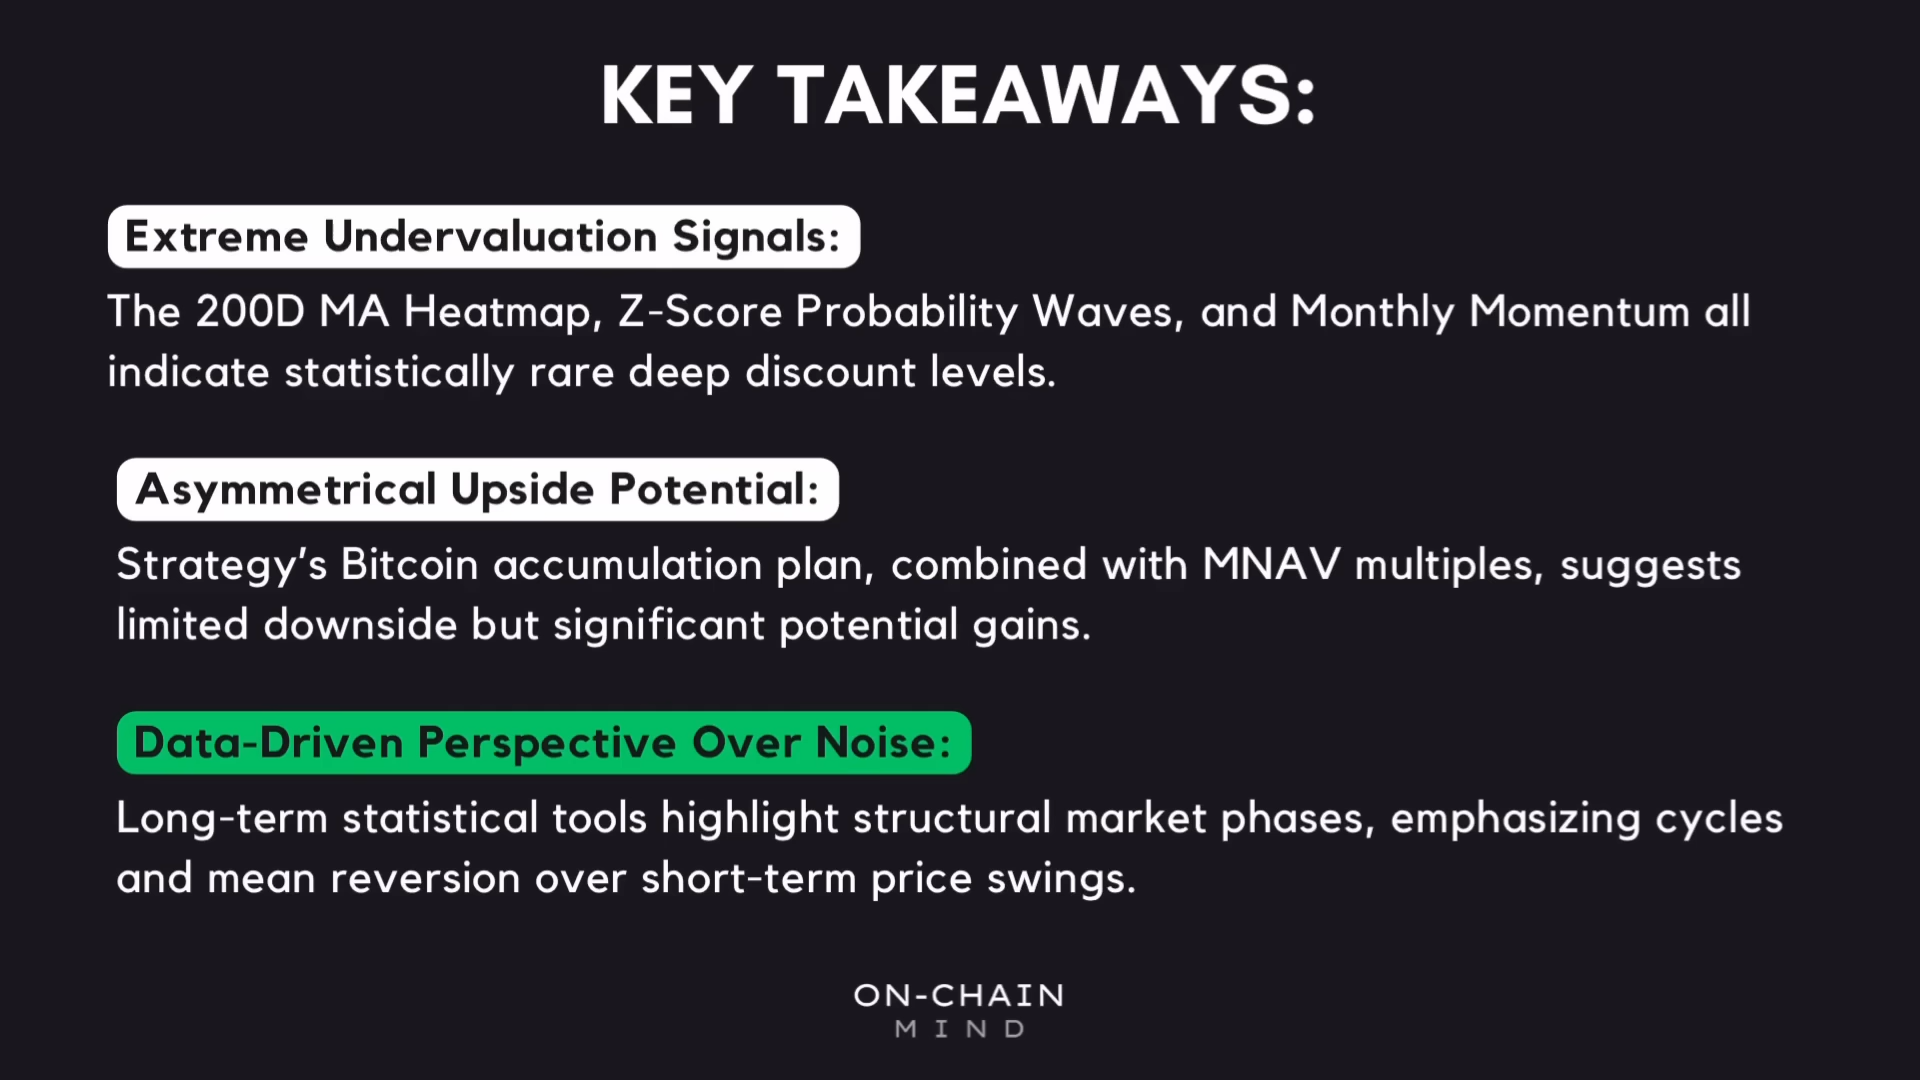 KEY TAKEAWAYS:
Extreme Undervaluation Signals:
The 200D MA Heatmap, Z-Score Probability Waves, and Monthly Momentum all
indicate statistically rare deep discount levels.
Asymmetrical Upside Potential:
Strategy’s Bitcoin accumulation plan, combined with MNAV multiples, suggests
limited downside but significant potential gains.
Data-Driven Perspective Over Noise:
Long-term statistical tools highlight structural market phases, emphasizing cycles
and mean reversion over short-term price swings.
ON-CHAIN
MIND